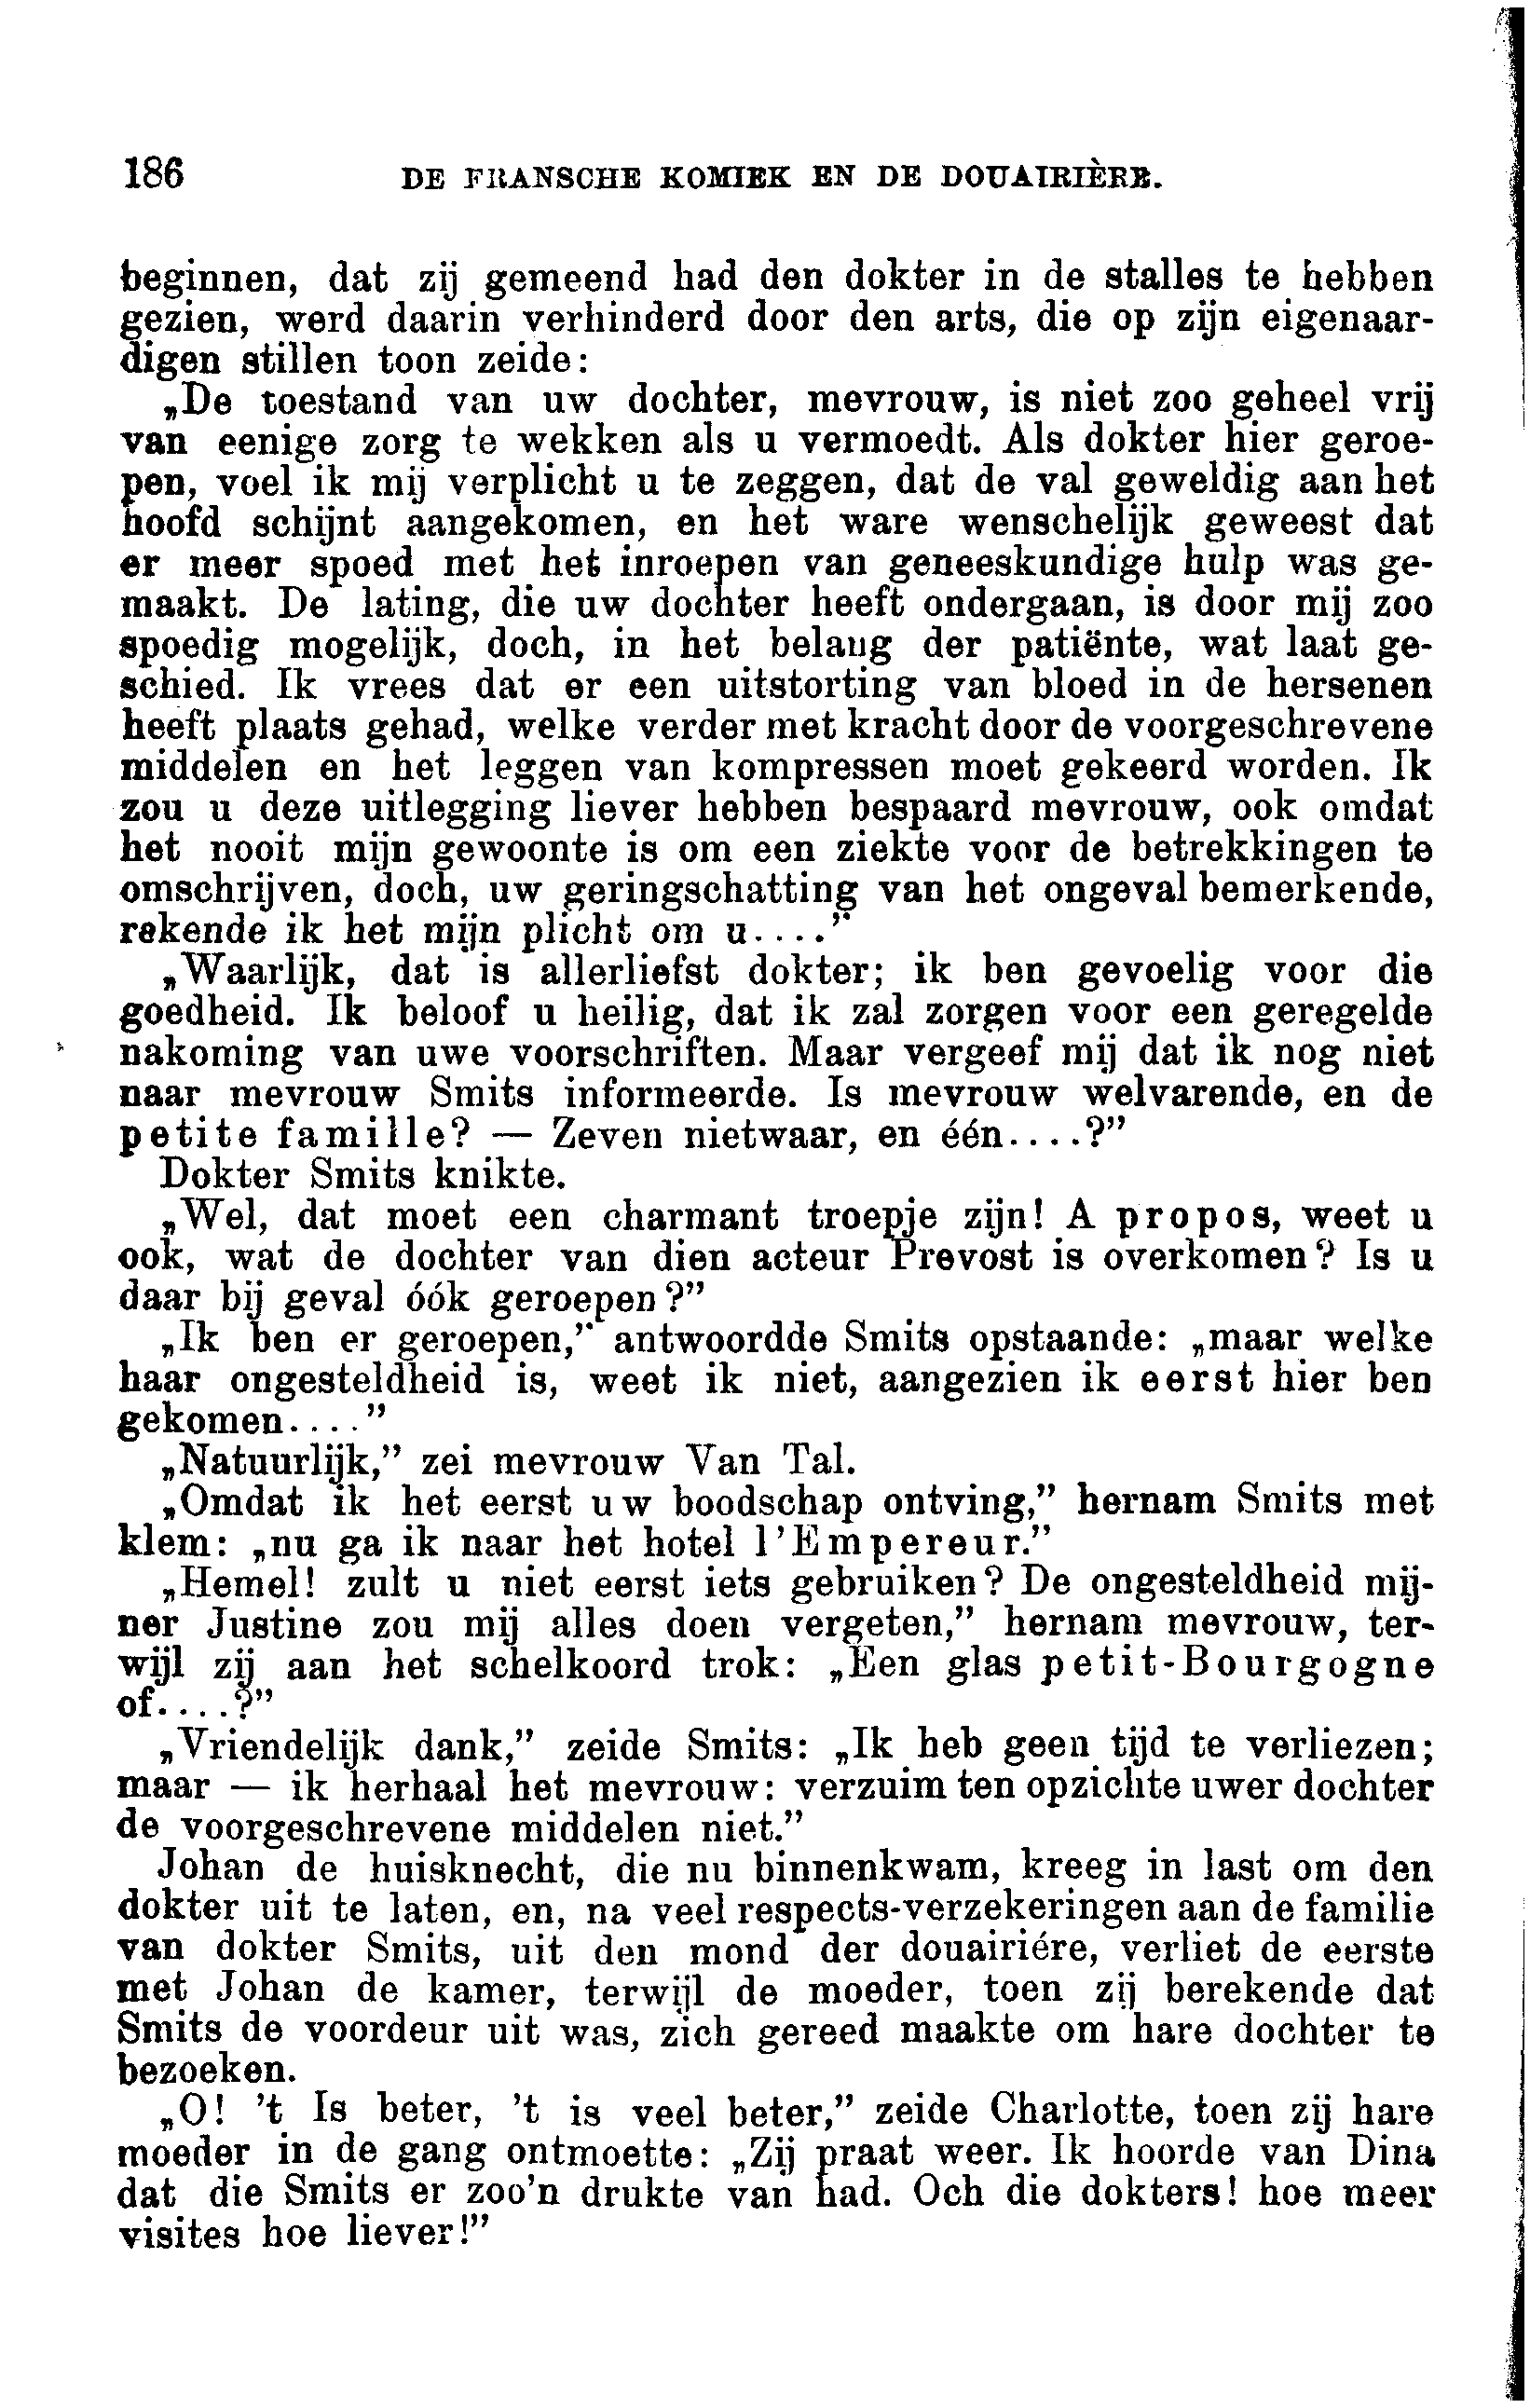 186 DE FRANSCHE KOMIEK EN DE DOUAIRIÈRE.
beginnen, dat zij gemeend had den dokter in de stalles te hebben
gezien, werd daarin verhinderd door den arts, die op zijn eigenaar-
digen stillen toon zeide:
„De toestand van uw dochter, mevrouw, is niet zoo geheel vrij
van eenige zorg te wekken als u vermoedt. Als dokter hier geroe-
pen, voel ik mij verplicht u te zeggen, dat de val geweldig aan het
hoofd schijnt aangekomen, en het ware wenschelijk geweest dat
er meer spoed met het inroepen van geneeskundige hulp was ge-
maakt. De lating, die uw dochter heeft ondergaan, is door mij zoo
spoedig mogelijk, doch, in het belang der patiënte, wat laat ge-
schied. Ik vrees dat er een uitstorting van bloed in de hersenen
heeft plaats gehad, welke verder met kracht door de voorgeschrevene
middelen en het leggen van kompressen moet gekeerd worden. Ik
zou u deze uitlegging liever hebben bespaard mevrouw, ook omdat
het nooit mijn gewoonte is om een ziekte voor de betrekkingen te
omschrijven, doch, uw geringschatting van het ongeval bemerkende,
rekende ik het mijn plicht om u....”
„Waarlijk, dat is allerliefst dokter; ik ben gevoelig voor die
goedheid. Ik beloof u heilig, dat ik zal zorgen voor een geregelde
nakoming van uwe voorschriften. Maar vergeef mij dat ik nog niet
naar mevrouw Smits informeerde. Is mevrouw welvarende, en de
petite famille? — Zeven nietwaar, en één....?”
Dokter Smits knikte.
„Wel, dat moet een charmant troepje zijn! A propos, weet u
ook, wat de dochter van dien acteur Prevost is overkomen? Is u
daar bij geval óók geroepen?”
„Ik ben er geroepen,” antwoordde Smits opstaande: „maar welke
haar ongesteldheid is, weet ik niet, aangezien ik eerst hier ben
gekomen....”
„Natuurlijk,” zei mevrouw Van Tal.
„Omdat ik het eerst uw boodschap ontving,” hernam Smits met
klem: „nu ga ik naar het hotel l’Empereur.”
„Hemel! zult u niet eerst iets gebruiken? De ongesteldheid mij-
ner Justine zou mij alles doen vergeten,” hernam mevrouw, ter-
wijl zij aan het schelkoord trok: „Een glas petit-Bourgogne
of....?”
„Vriendelijk dank,” zeide Smits: „Ik heb geen tijd te verliezen;
maar — ik herhaal het mevrouw: verzuim ten opzichte uwer dochter
de voorgeschrevene middelen niet.”
Johan de huisknecht, die nu binnenkwam, kreeg in last om den
dokter uit te laten, en, na veel respects-verzekeringen aan de familie
van dokter Smits, uit den mond der douairiére, verliet de eerste
met Johan de kamer, terwijl de moeder, toen zij berekende dat
Smits de voordeur uit was, zich gereed maakte om hare dochter te
bezoeken.
„O! ’t Is beter, ’t is veel beter,” zeide Charlotte, toen zij hare
moeder in de gang ontmoette: „Zij praat weer. Ik hoorde van Dina
dat die Smits er zoo’n drukte van had. Och die dokters! hoe meer
visites hoe liever!”